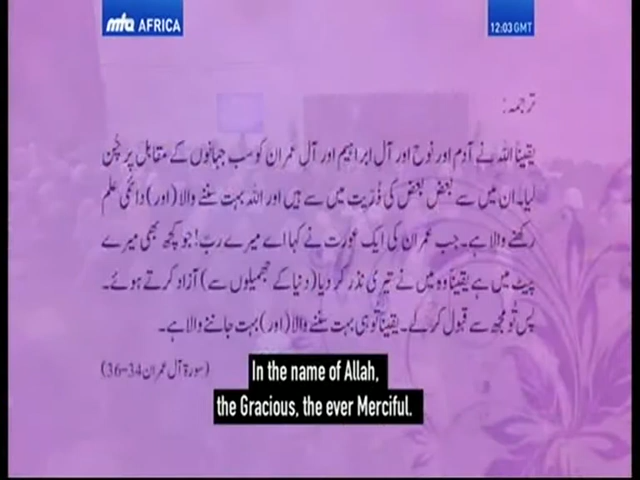 mta AFRICA
12:03 GMT
ترجمہ:
یقیناً اللہ نے آدم اور نوح اور آلِ ابراہیم اور آلِ عمران کو سب جہانوں کے مقابل پر چُن
لیا۔ ان میں سے بعض بعض کی ذُرّیّت میں سے ہیں اور اللہ بہت سننے والا (اور) دائمی علم
رکھنے والا ہے۔ جب عمران کی ایک عورت نے کہا اے میرے ربّ! جو کچھ بھی میرے
پیٹ میں ہے یقیناً وہ میں نے تیری نذر کر دیا (دنیا کے جھمیلوں سے) آزاد کرتے ہوئے۔
پس تُو مجھ سے قبول کر لے۔ یقیناً تو ہی بہت سننے والا (اور) بہت جاننے والا ہے۔
(سورۃ آل عمران 34-36)
In the name of Allah,
the Gracious, the ever Merciful.